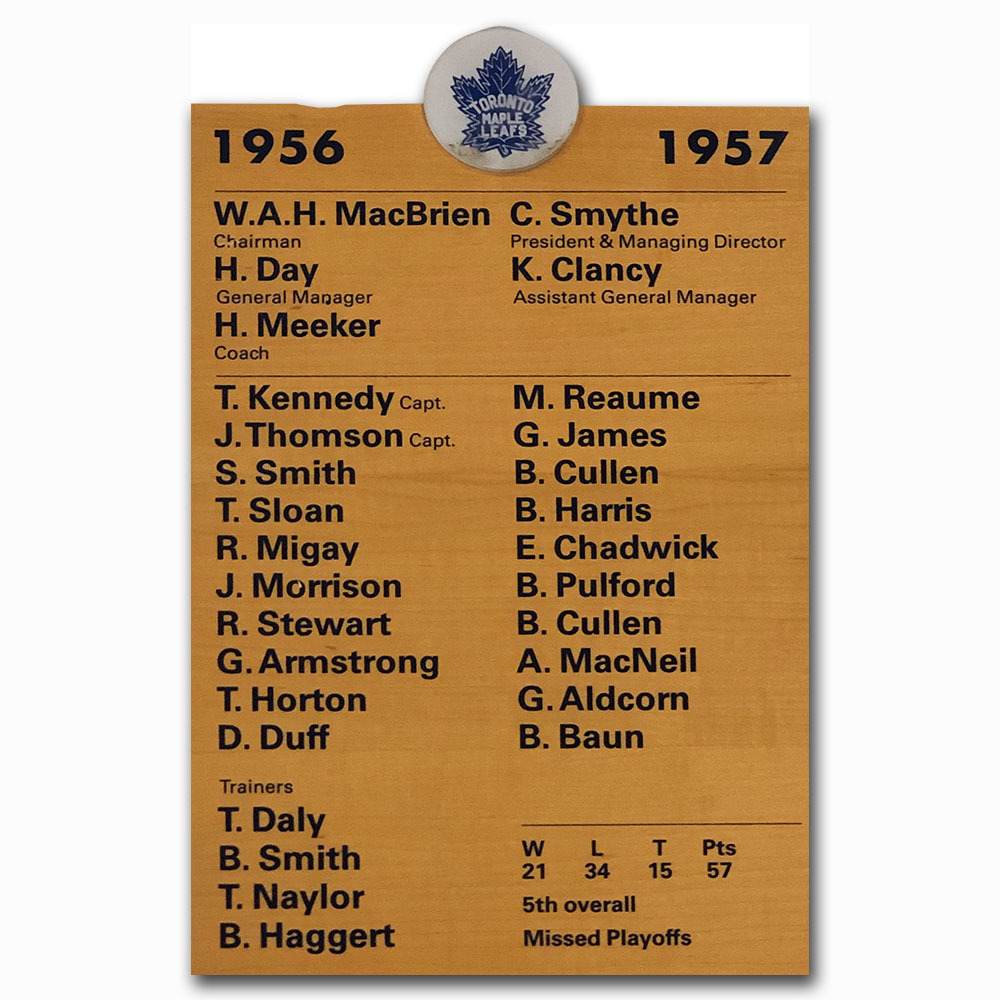 TORONTO
MAPLE
LEAFS
1956 1957
W.A.H. MacBrien C. Smythe
Chairman President & Managing Director
H. Day K. Clancy
General Manager Assistant General Manager
H. Meeker
Coach
T. Kennedy Capt. M. Reaume
J. Thomson Capt. G. James
S. Smith B. Cullen
T. Sloan B. Harris
R. Migay E. Chadwick
J. Morrison B. Pulford
R. Stewart B. Cullen
G. Armstrong A. MacNeil
T. Horton G. Aldcorn
D. Duff B. Baun
Trainers
T. Daly
B. Smith
T. Naylor
B. Haggert
W L T Pts
21 34 15 57
5th overall
Missed Playoffs